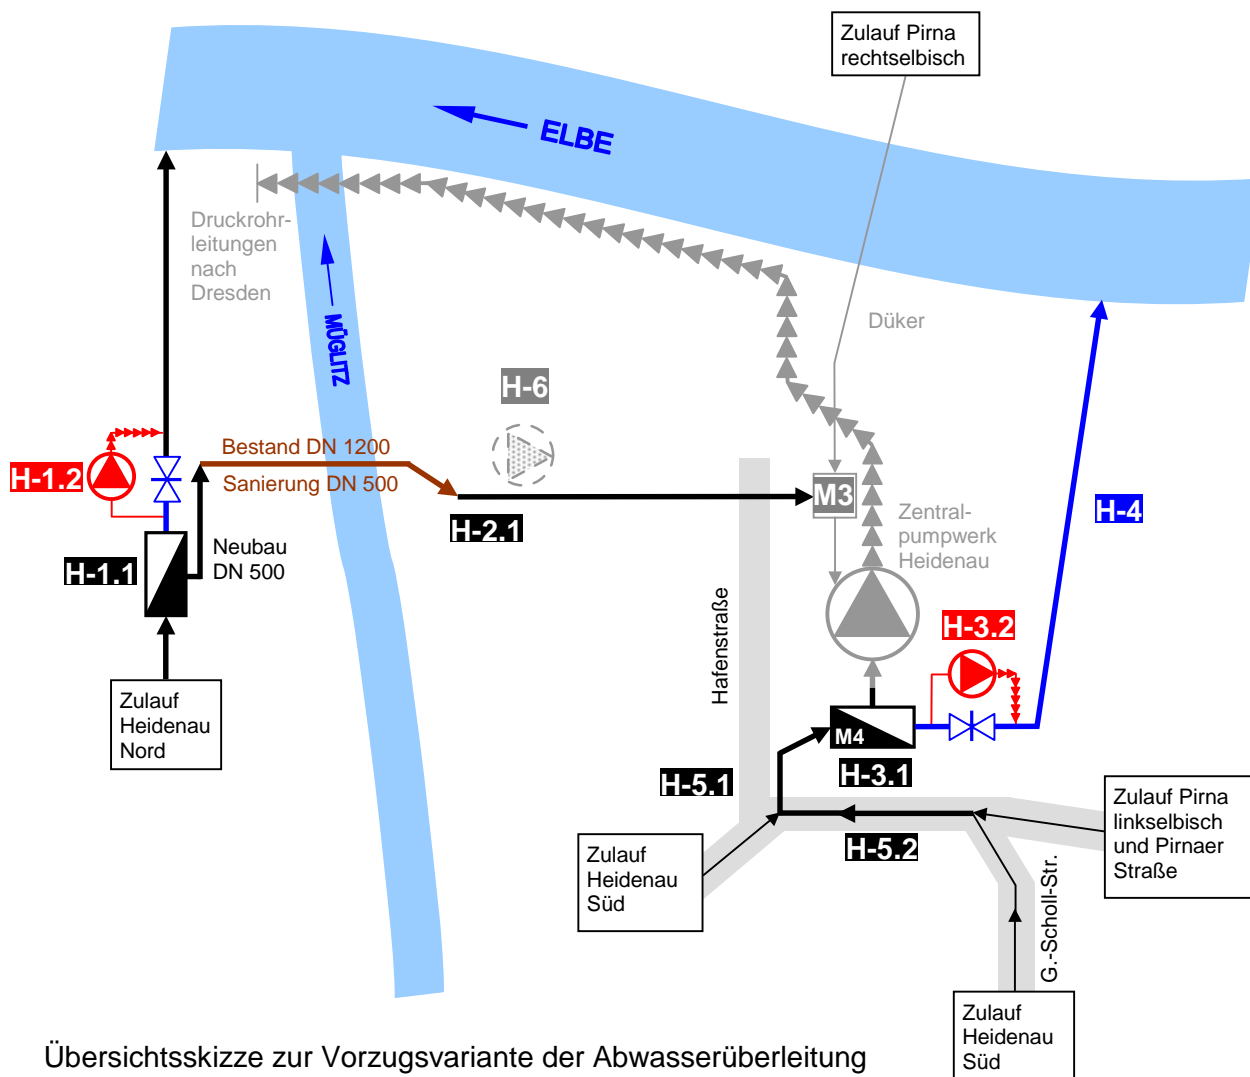 Zulauf Pirna
rechtselbisch
ELBE
Druckrohr-
leitungen
nach
Dresden
MÜGLITZ
Düker
H-6
Bestand DN 1200
Sanierung DN 500
H-1.2
H-2.1
M3
H-4
Zentral-
pumpwerk
Heidenau
Neubau
DN 500
H-1.1
Hafenstraße
H-3.2
Zulauf
Heidenau
Nord
M4
H-3.1
H-5.1
Zulauf Pirna
linkselbisch
und Pirnaer
Straße
H-5.2
Zulauf
Heidenau
Süd
G.-Scholl-Str.
Zulauf
Heidenau
Süd
Übersichtsskizze zur Vorzugsvariante der Abwasserüberleitung